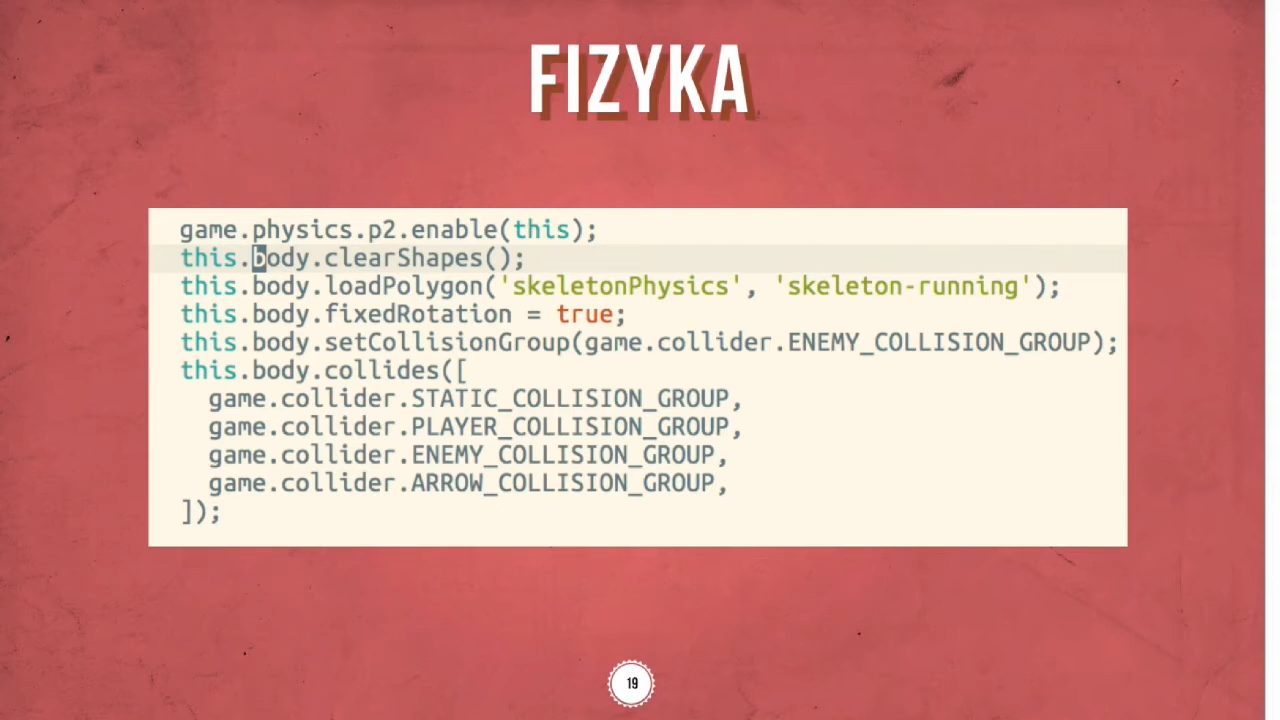 FIZYKA
game.physics.p2.enable(this);
this.body.clearShapes();
this.body.loadPolygon('skeletonPhysics', 'skeleton-running');
this.body.fixedRotation = true;
this.body.setCollisionGroup(game.collider.ENEMY_COLLISION_GROUP);
this.body.collides([
  game.collider.STATIC_COLLISION_GROUP,
  game.collider.PLAYER_COLLISION_GROUP,
  game.collider.ENEMY_COLLISION_GROUP,
  game.collider.ARROW_COLLISION_GROUP,
]);
19